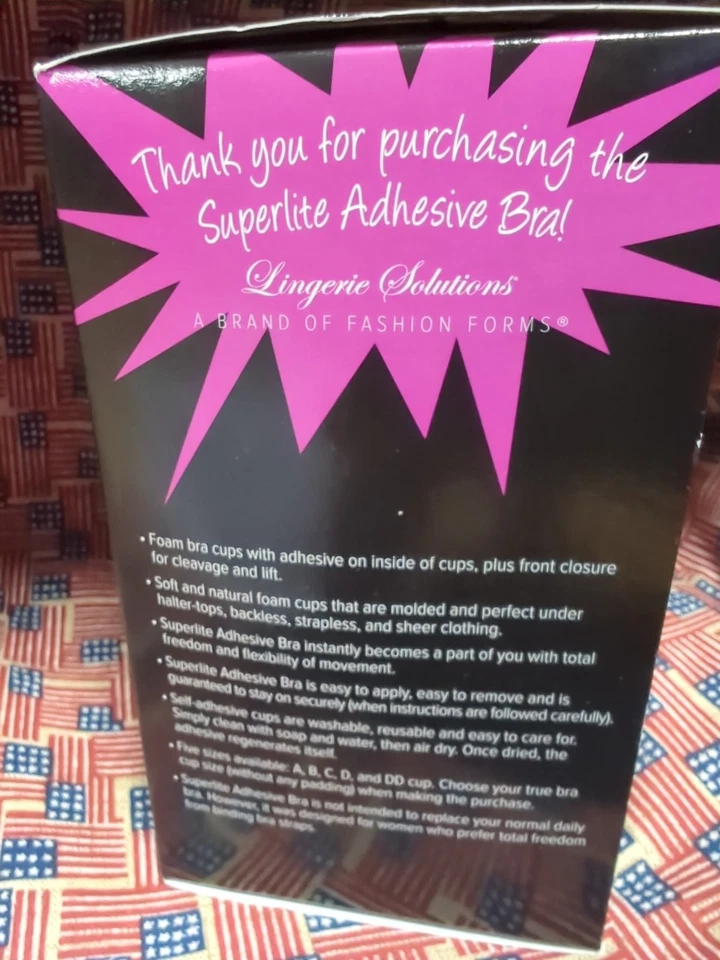 Thank you for purchasing the
Superlite Adhesive Bra!
Lingerie Solutions
A BRAND OF FASHION FORMS®
• Foam bra cups with adhesive on inside of cups, plus front closure
for cleavage and lift.
• Soft and natural foam cups that are molded and perfect under
halter-tops, backless, strapless, and sheer clothing.
• Superlite Adhesive Bra instantly becomes a part of you with total
freedom and flexibility of movement.
• Superlite Adhesive Bra is easy to apply, easy to remove and is
guaranteed to stay on securely (when instructions are followed carefully).
• Self-adhesive cups are washable, reusable and easy to care for.
Simply clean with soap and water, then air dry. Once dried, the
adhesive regenerates itself.
• Five sizes available: A, B, C, D, and DD cup. Choose your true bra
cup size (without any padding) when making the purchase.
• Superlite Adhesive Bra is not intended to replace your normal daily
bra. However, it was designed for women who prefer total freedom
from binding bra straps.